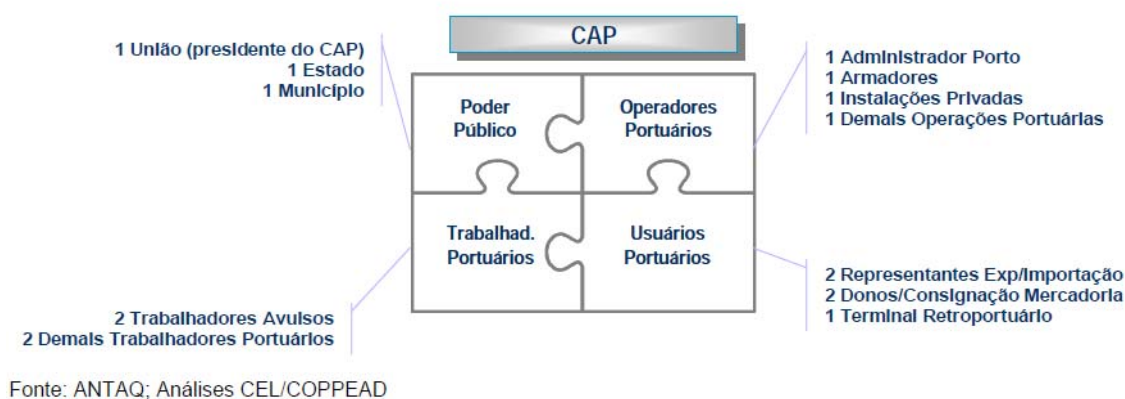 CAP
1 União (presidente do CAP)
1 Estado
1 Município
Poder
Público
Operadores
Portuários
1 Administrador Porto
1 Armadores
1 Instalações Privadas
1 Demais Operações Portuárias
Trabalhad.
Portuários
Usuários
Portuários
2 Trabalhadores Avulsos
2 Demais Trabalhadores Portuários
2 Representantes Exp/Importação
2 Donos/Consignação Mercadoria
1 Terminal Retroportuário
Fonte: ANTAQ; Análises CEL/COPPEAD